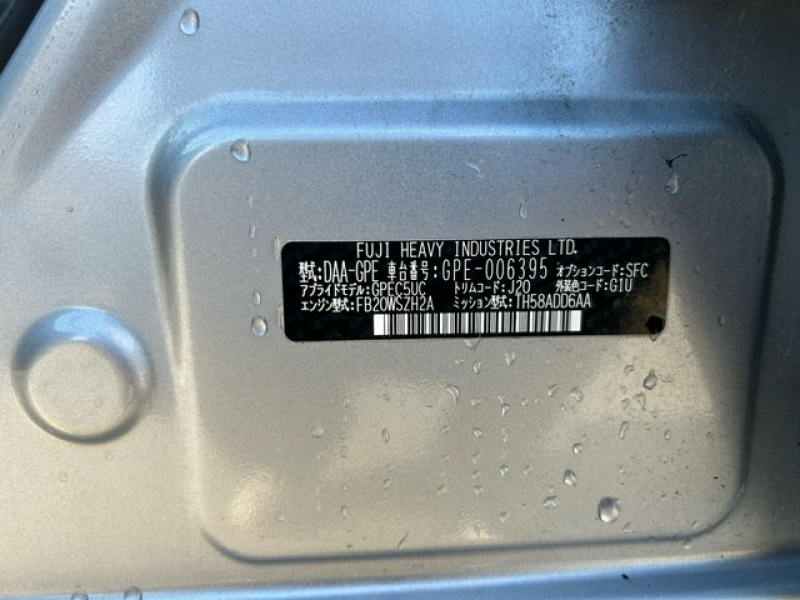 FUJI HEAVY INDUSTRIES LTD.
型式:DAA-GPE 車台番号:GPE-006395 オプションコード:SFC
アプライドモデル:GPEC5UC トリムコード:J20 外装色コード:G1U
エンジン型式:FB20WSZH2A ミッション型式:TH58ADD6AA